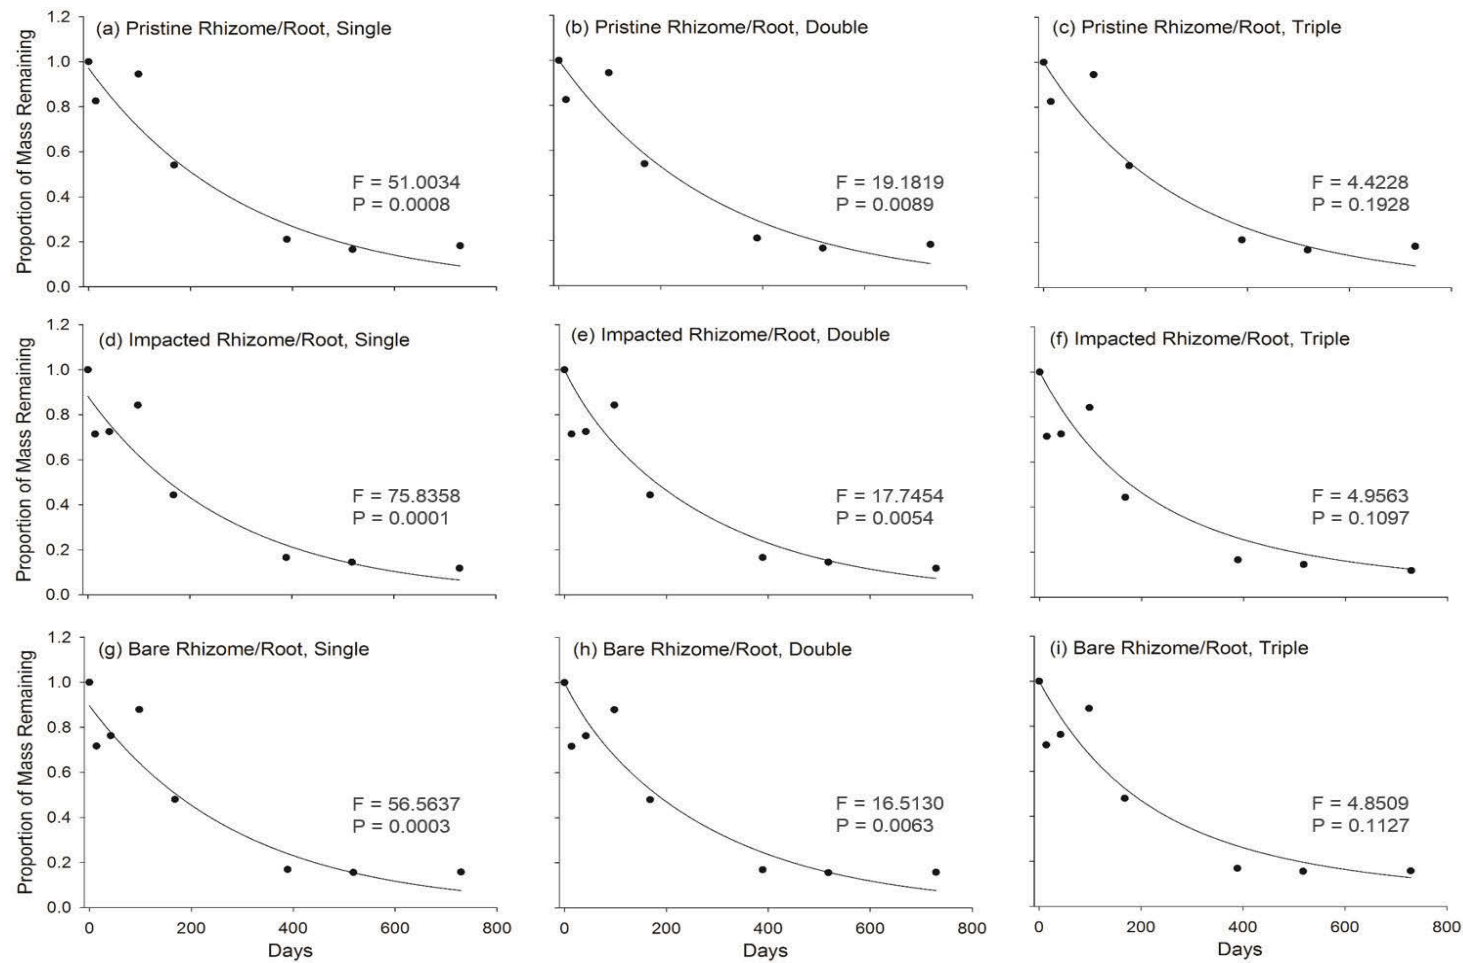 (a) Pristine Rhizome/Root, Single
(b) Pristine Rhizome/Root, Double
(c) Pristine Rhizome/Root, Triple
Proportion of Mass Remaining
1.2
1.0
0.8
0.6
0.4
0.2
0.0
F = 51.0034
P = 0.0008
F = 19.1819
P = 0.0089
F = 4.4228
P = 0.1928
(d) Impacted Rhizome/Root, Single
(e) Impacted Rhizome/Root, Double
(f) Impacted Rhizome/Root, Triple
Proportion of Mass Remaining
1.2
1.0
0.8
0.6
0.4
0.2
0.0
F = 75.8358
P = 0.0001
F = 17.7454
P = 0.0054
F = 4.9563
P = 0.1097
(g) Bare Rhizome/Root, Single
(h) Bare Rhizome/Root, Double
(i) Bare Rhizome/Root, Triple
Proportion of Mass Remaining
1.2
1.0
0.8
0.6
0.4
0.2
0.0
F = 56.5637
P = 0.0003
F = 16.5130
P = 0.0063
F = 4.8509
P = 0.1127
0 200 400 600 800
0 200 400 600 800
0 200 400 600 800
Days
Days
Days